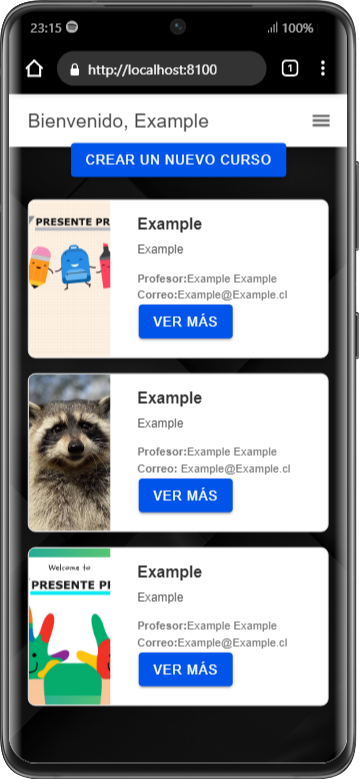 23:15 100%
http://localhost:8100 1
Bienvenido, Example
CREAR UN NUEVO CURSO
PRESENTE PR
Example
Example
Profesor:Example Example
Correo:Example@Example.cl
VER MÁS
Example
Example
Profesor:Example Example
Correo: Example@Example.cl
VER MÁS
Welcome to
PRESENTE PR
Example
Example
Profesor:Example Example
Correo:Example@Example.cl
VER MÁS